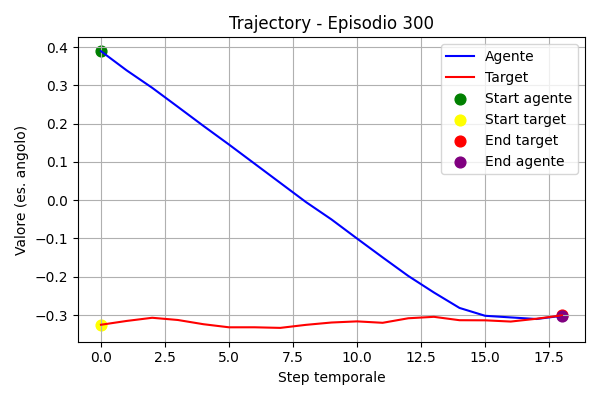 Trajectory - Episodio 300
Valore (es. angolo)
0.4
0.3
0.2
0.1
0.0
−0.1
−0.2
−0.3
Agente
Target
Start agente
Start target
End target
End agente
0.0 2.5 5.0 7.5 10.0 12.5 15.0 17.5
Step temporale